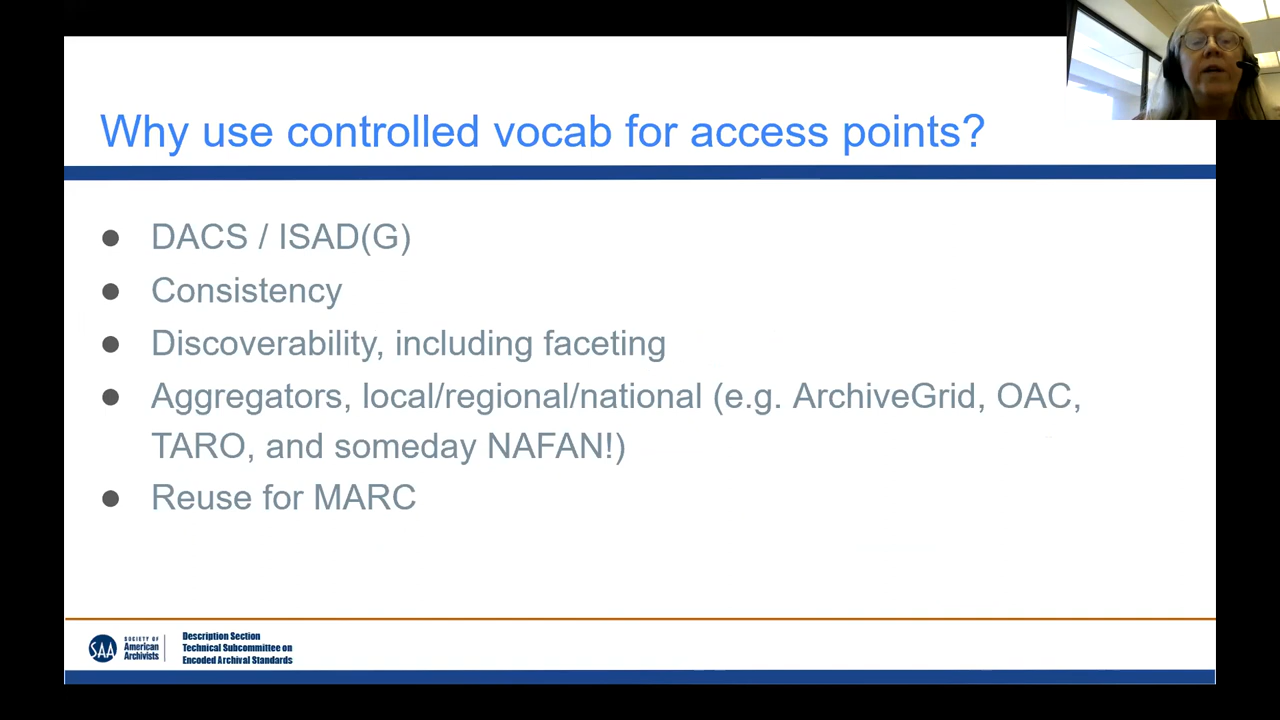 Why use controlled vocab for access points?
● DACS / ISAD(G)
● Consistency
● Discoverability, including faceting
● Aggregators, local/regional/national (e.g. ArchiveGrid, OAC,
TARO, and someday NAFAN!)
● Reuse for MARC
SAA
SOCIETY OF
American
Archivists
Description Section
Technical Subcommittee on
Encoded Archival Standards